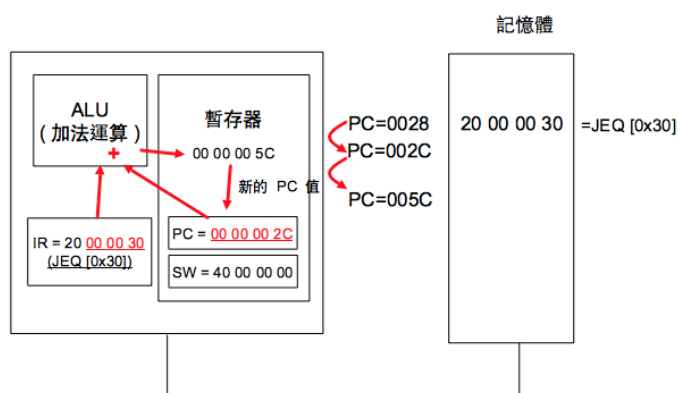 記憶體
ALU
( 加法運算 )
+
暫存器
00 00 00 5C
新的 PC 值
IR = 20 00 00 30
(JEQ [0x30])
PC = 00 00 00 2C
SW = 40 00 00 00
PC=0028
PC=002C
PC=005C
20 00 00 30
=JEQ [0x30]